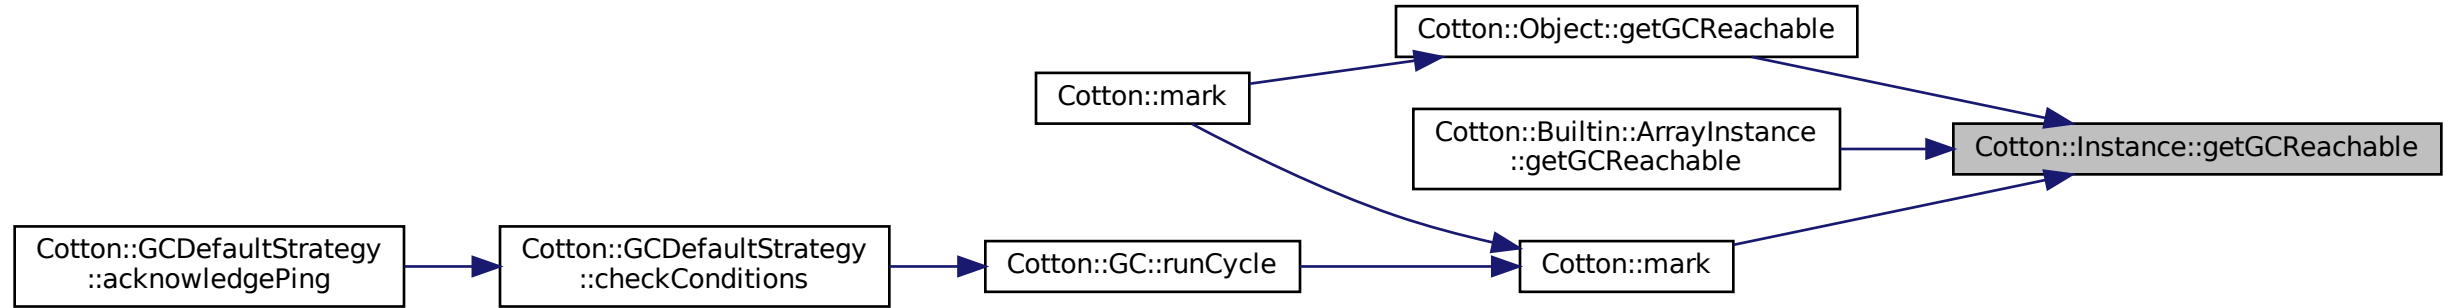 Cotton::Object::getGCReachable
Cotton::mark
Cotton::Builtin::ArrayInstance
::getGCReachable
Cotton::Instance::getGCReachable
Cotton::GCDefaultStrategy
::acknowledgePing
Cotton::GCDefaultStrategy
::checkConditions
Cotton::GC::runCycle
Cotton::mark